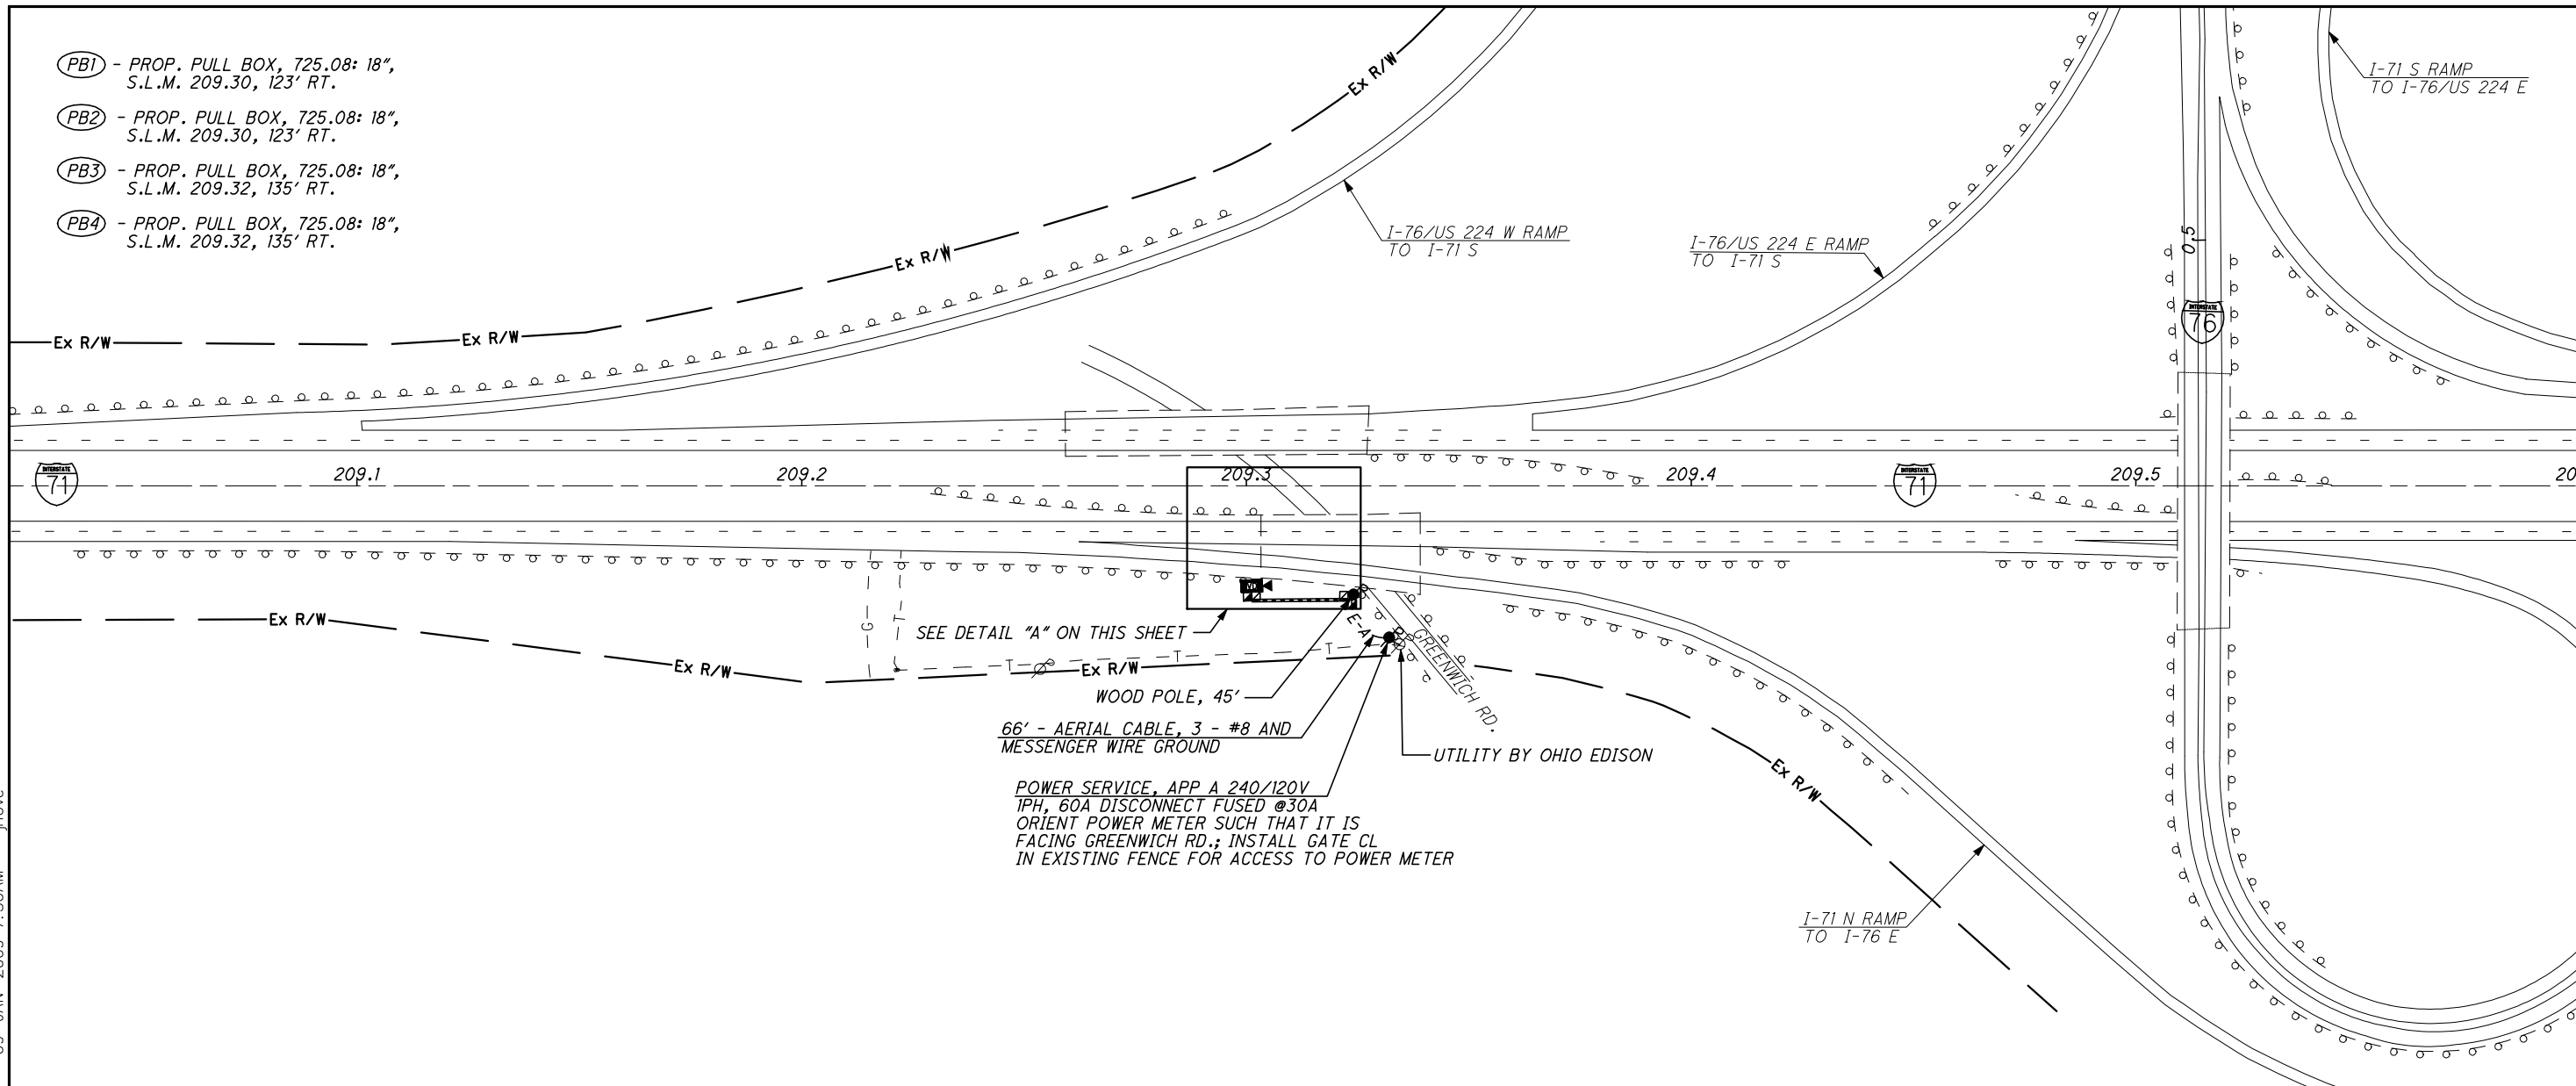 PB1 - PROP. PULL BOX, 725.08: 18",
S.L.M. 209.30, 123' RT.
PB2 - PROP. PULL BOX, 725.08: 18",
S.L.M. 209.30, 123' RT.
PB3 - PROP. PULL BOX, 725.08: 18",
S.L.M. 209.32, 135' RT.
PB4 - PROP. PULL BOX, 725.08: 18",
S.L.M. 209.32, 135' RT.
Ex R/W
I-71 S RAMP
TO I-76/US 224 E
I-76/US 224 W RAMP
TO I-71 S
I-76/US 224 E RAMP
TO I-71 S
0.5
Ex R/W
INTERSTATE
76
Ex R/W
Ex R/W
INTERSTATE
71
209.1
209.2
209.3
209.4
INTERSTATE
71
209.5
20
Ex R/W
G
T
SEE DETAIL "A" ON THIS SHEET
E-A
GREENWICH RD.
Ex R/W
T
Ex R/W
T
T
WOOD POLE, 45'
66' - AERIAL CABLE, 3 - #8 AND
MESSENGER WIRE GROUND
UTILITY BY OHIO EDISON
Ex R/W
POWER SERVICE, APP A 240/120V
1PH, 60A DISCONNECT FUSED @30A
ORIENT POWER METER SUCH THAT IT IS
FACING GREENWICH RD.; INSTALL GATE CL
IN EXISTING FENCE FOR ACCESS TO POWER METER
I-71 N RAMP
TO I-76 E